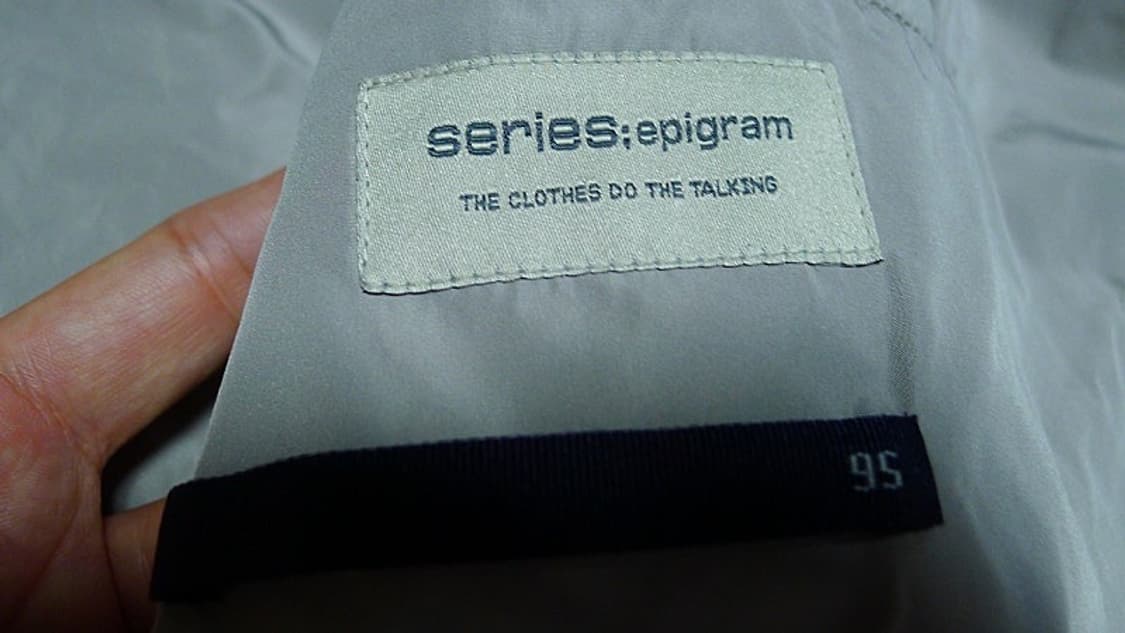 series;epigram
THE CLOTHES DO THE TALKING
95